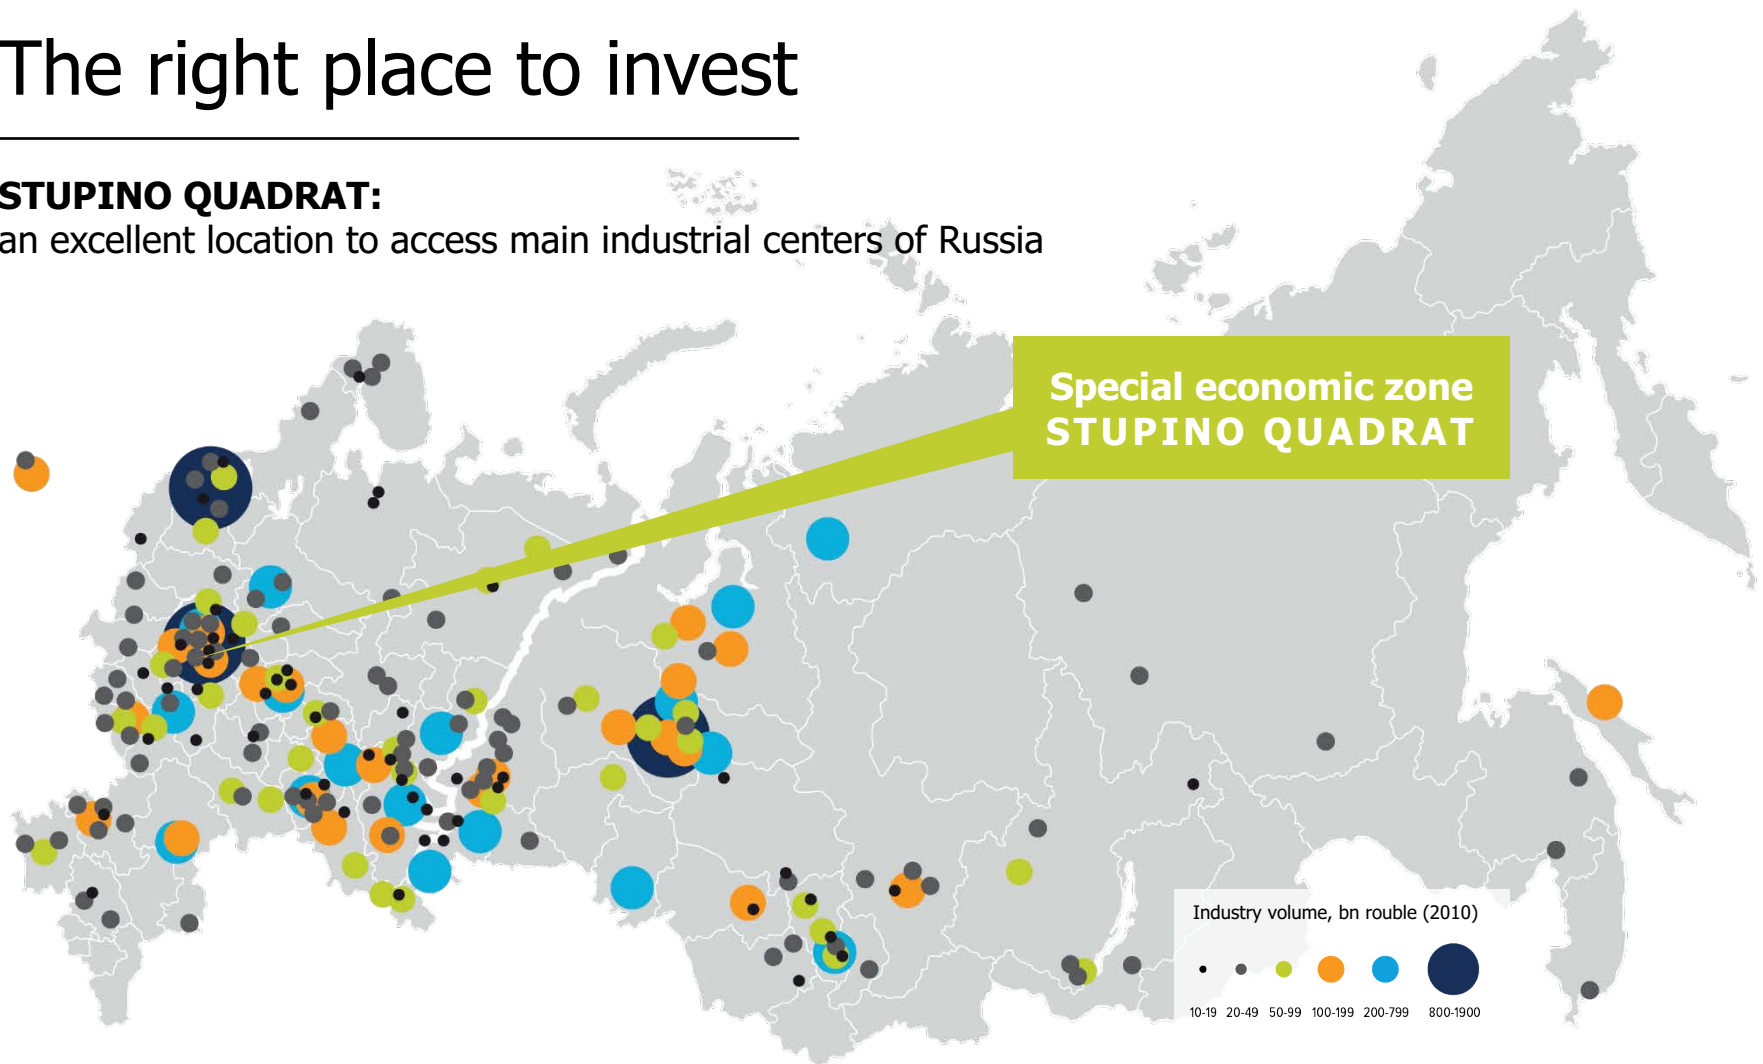 The right place to invest
STUPINO QUADRAT:
an excellent location to access main industrial centers of Russia
Special economic zone
STUPINO QUADRAT
Industry volume, bn rouble (2010)
10-19 20-49 50-99 100-199 200-799 800-1900